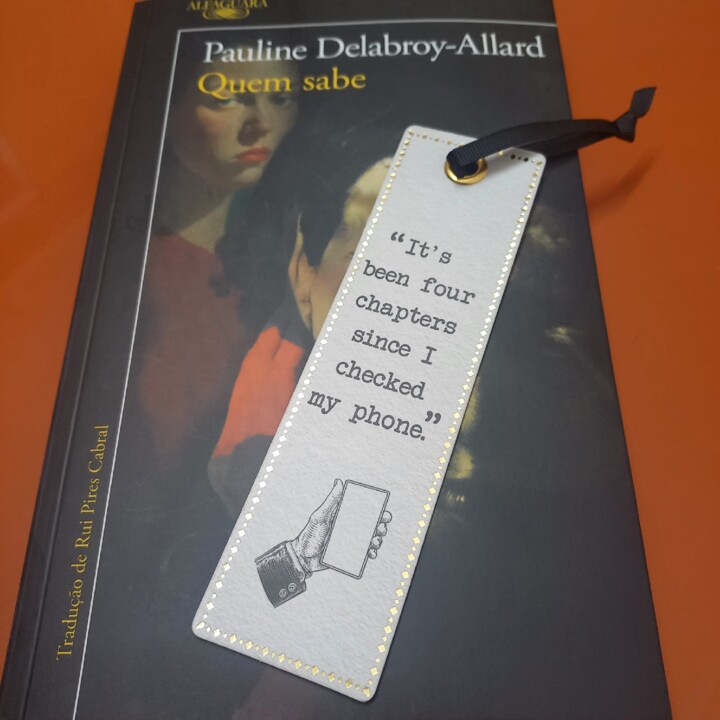 ALFAGUARA
Pauline Delabroy-Allard
Quem sabe
“It's
been four
chapters
since I
checked
my phone.”
Tradução de Rui Pires Cabral